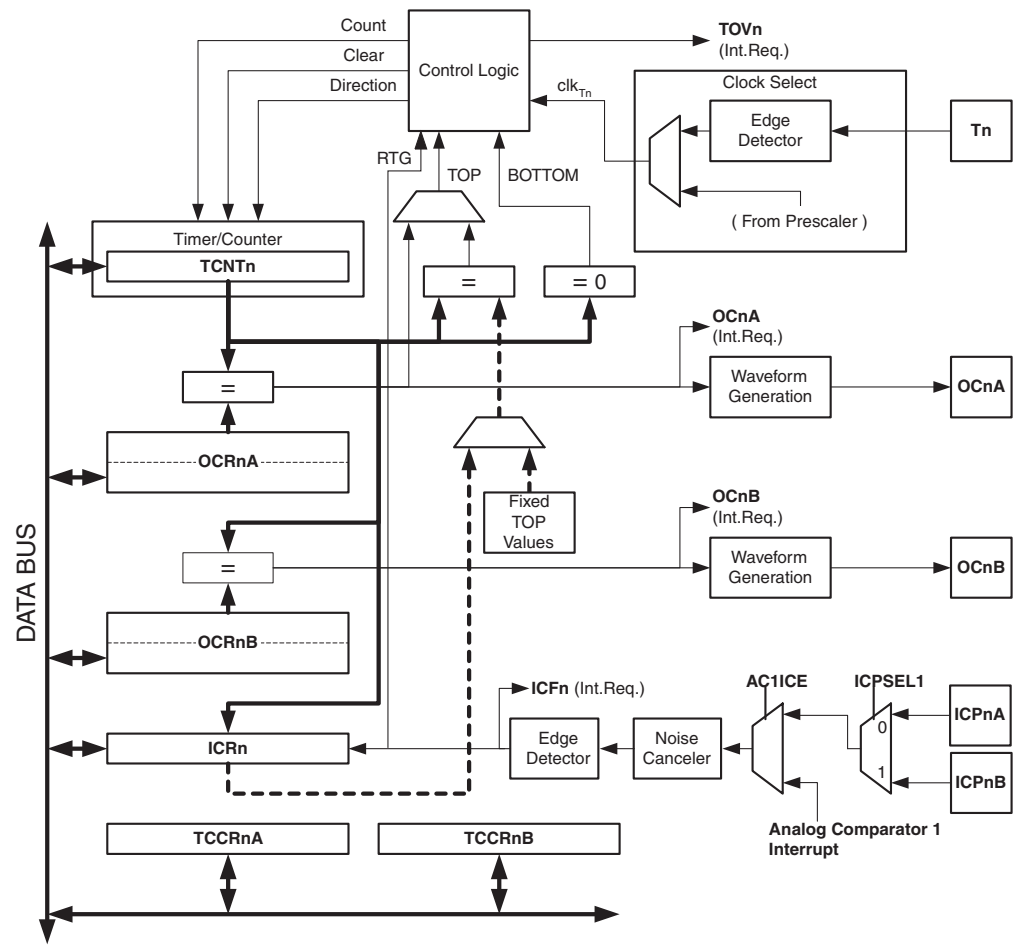 Count
Clear
Direction
Control Logic
TOVn
(Int.Req.)
clkTn
Clock Select
Edge
Detector
Tn
( From Prescaler )
RTG
TOP
BOTTOM
Timer/Counter
TCNTn
=
= 0
OCnA
(Int.Req.)
=
Waveform
Generation
OCnA
OCRnA
Fixed
TOP
Values
OCnB
(Int.Req.)
=
Waveform
Generation
OCnB
OCRnB
DATA BUS
ICFn (Int.Req.)
AC1ICE
ICPSEL1
ICPnA
0
ICRn
Edge
Detector
Noise
Canceler
1
ICPnB
Analog Comparator 1
Interrupt
TCCRnA
TCCRnB